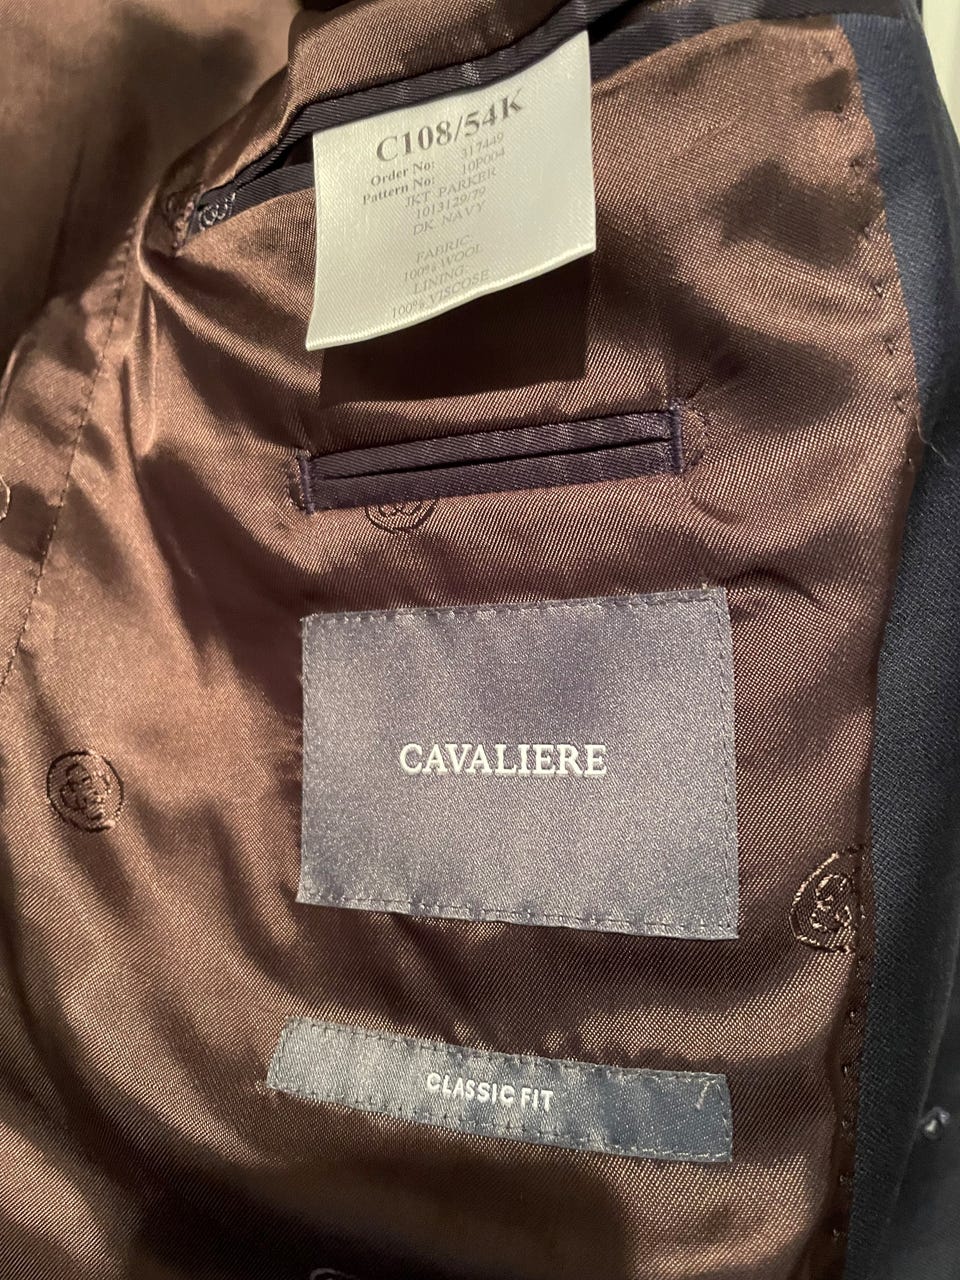 C108/54K
Order No: 317449
Pattern No: 10P004
JKT. PARKER
1013129/79
DK. NAVY
FABRIC:
100% WOOL
LINING:
100% VISCOSE
CAVALIERE
CLASSIC FIT